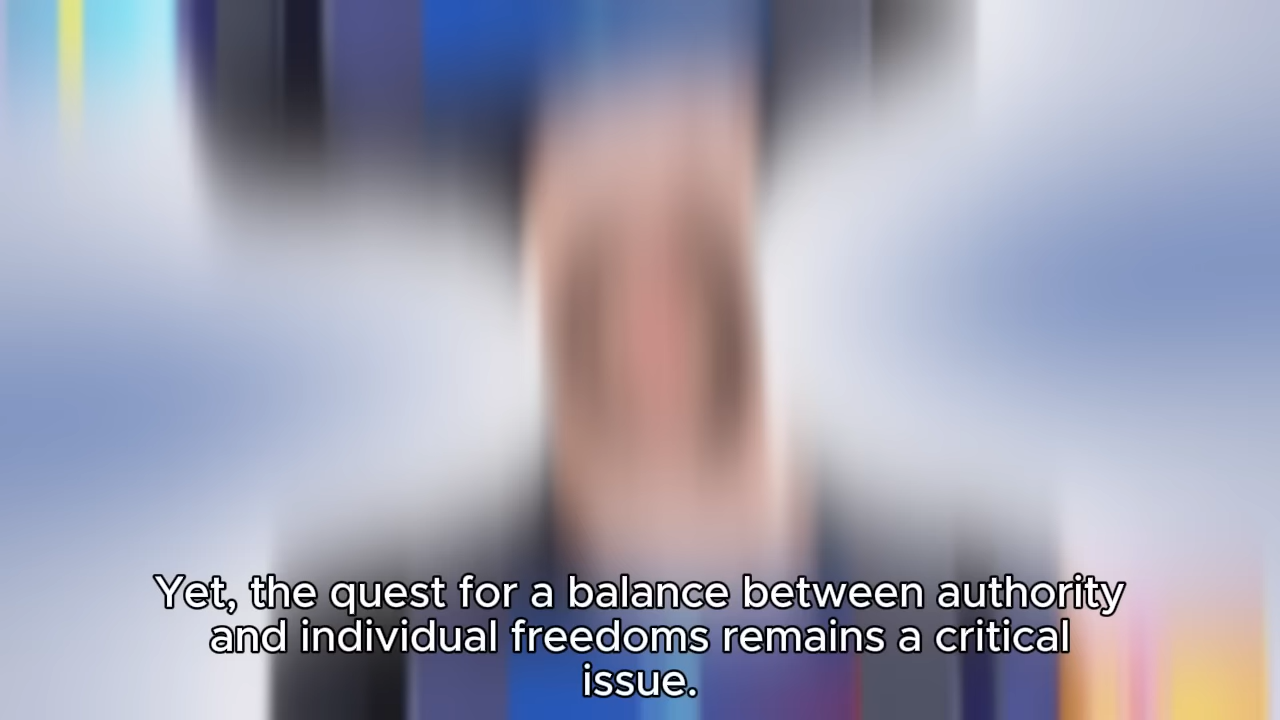 Yet, the quest for a balance between authority
and individual freedoms remains a critical
issue.